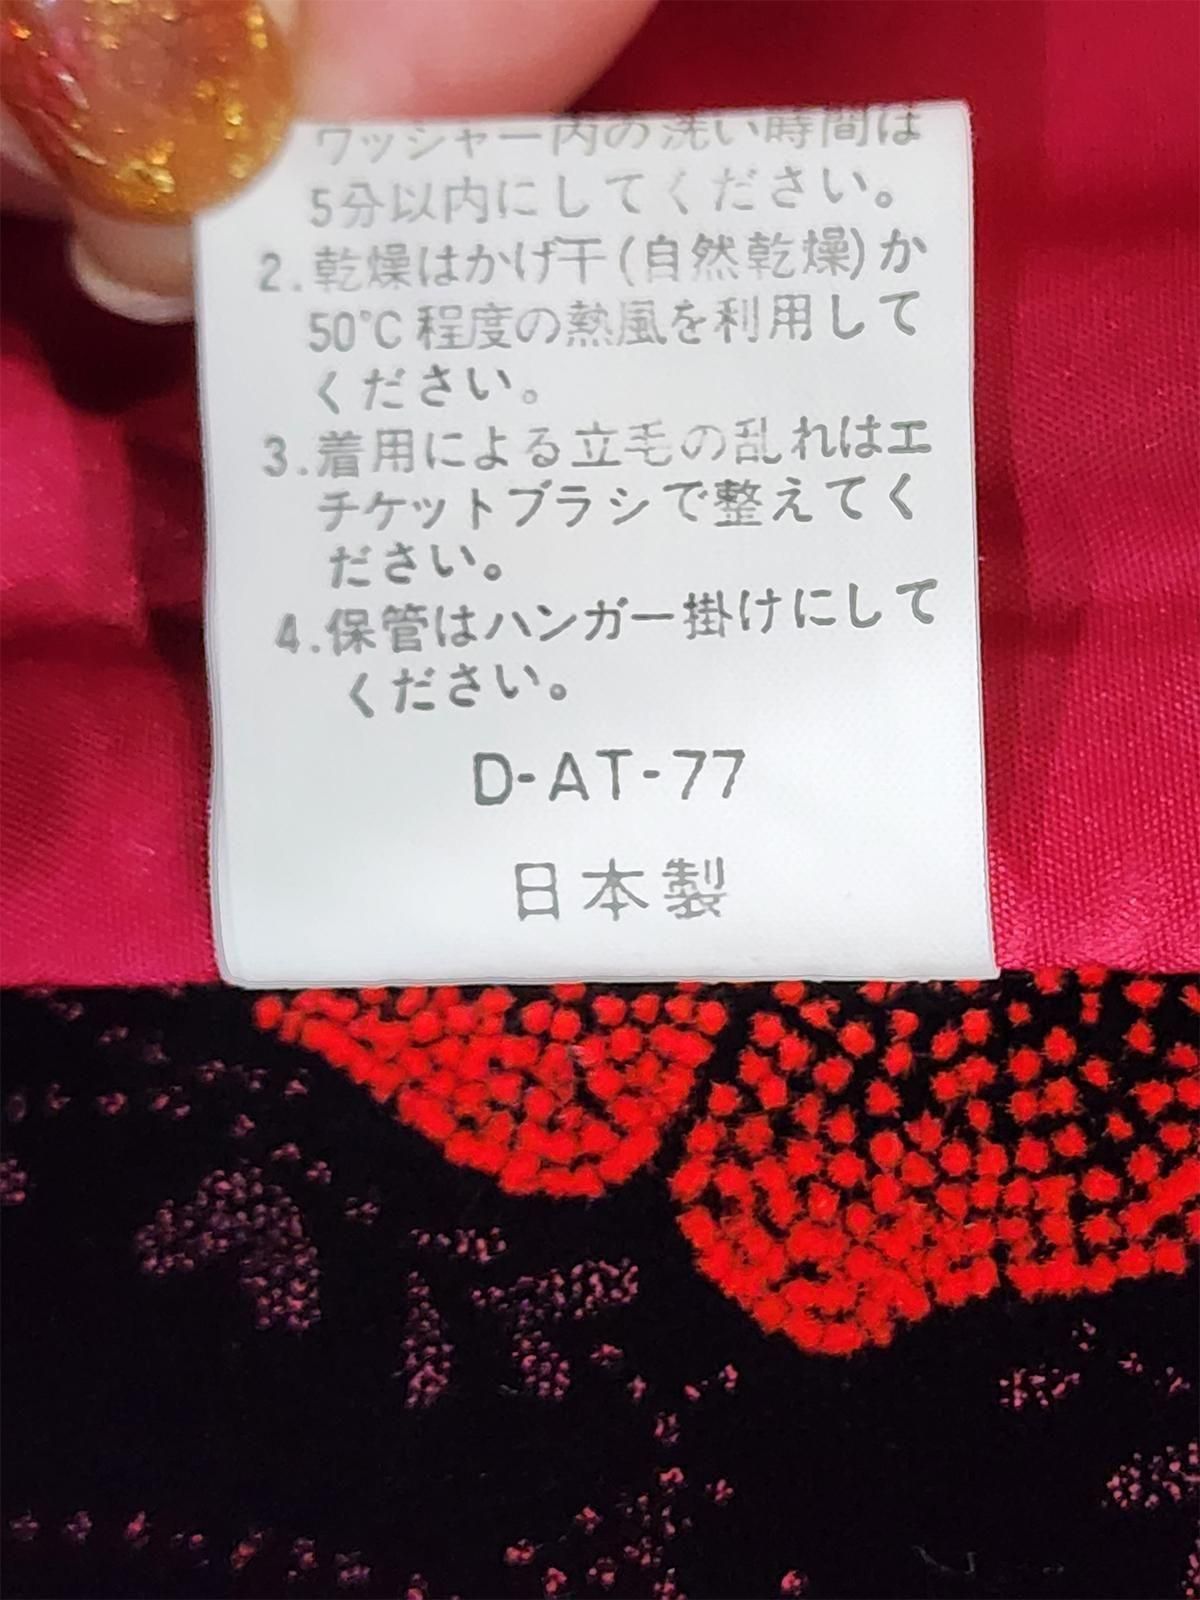 ワッシャー内の洗い時間は
5分以内にしてください。
2.乾燥はかげ干(自然乾燥)か
50℃程度の熱風を利用して
ください。
3.着用による立毛の乱れはエ
チケットブラシで整えてく
ださい。
4.保管はハンガー掛けにして
ください。
D-AT-77
日本製